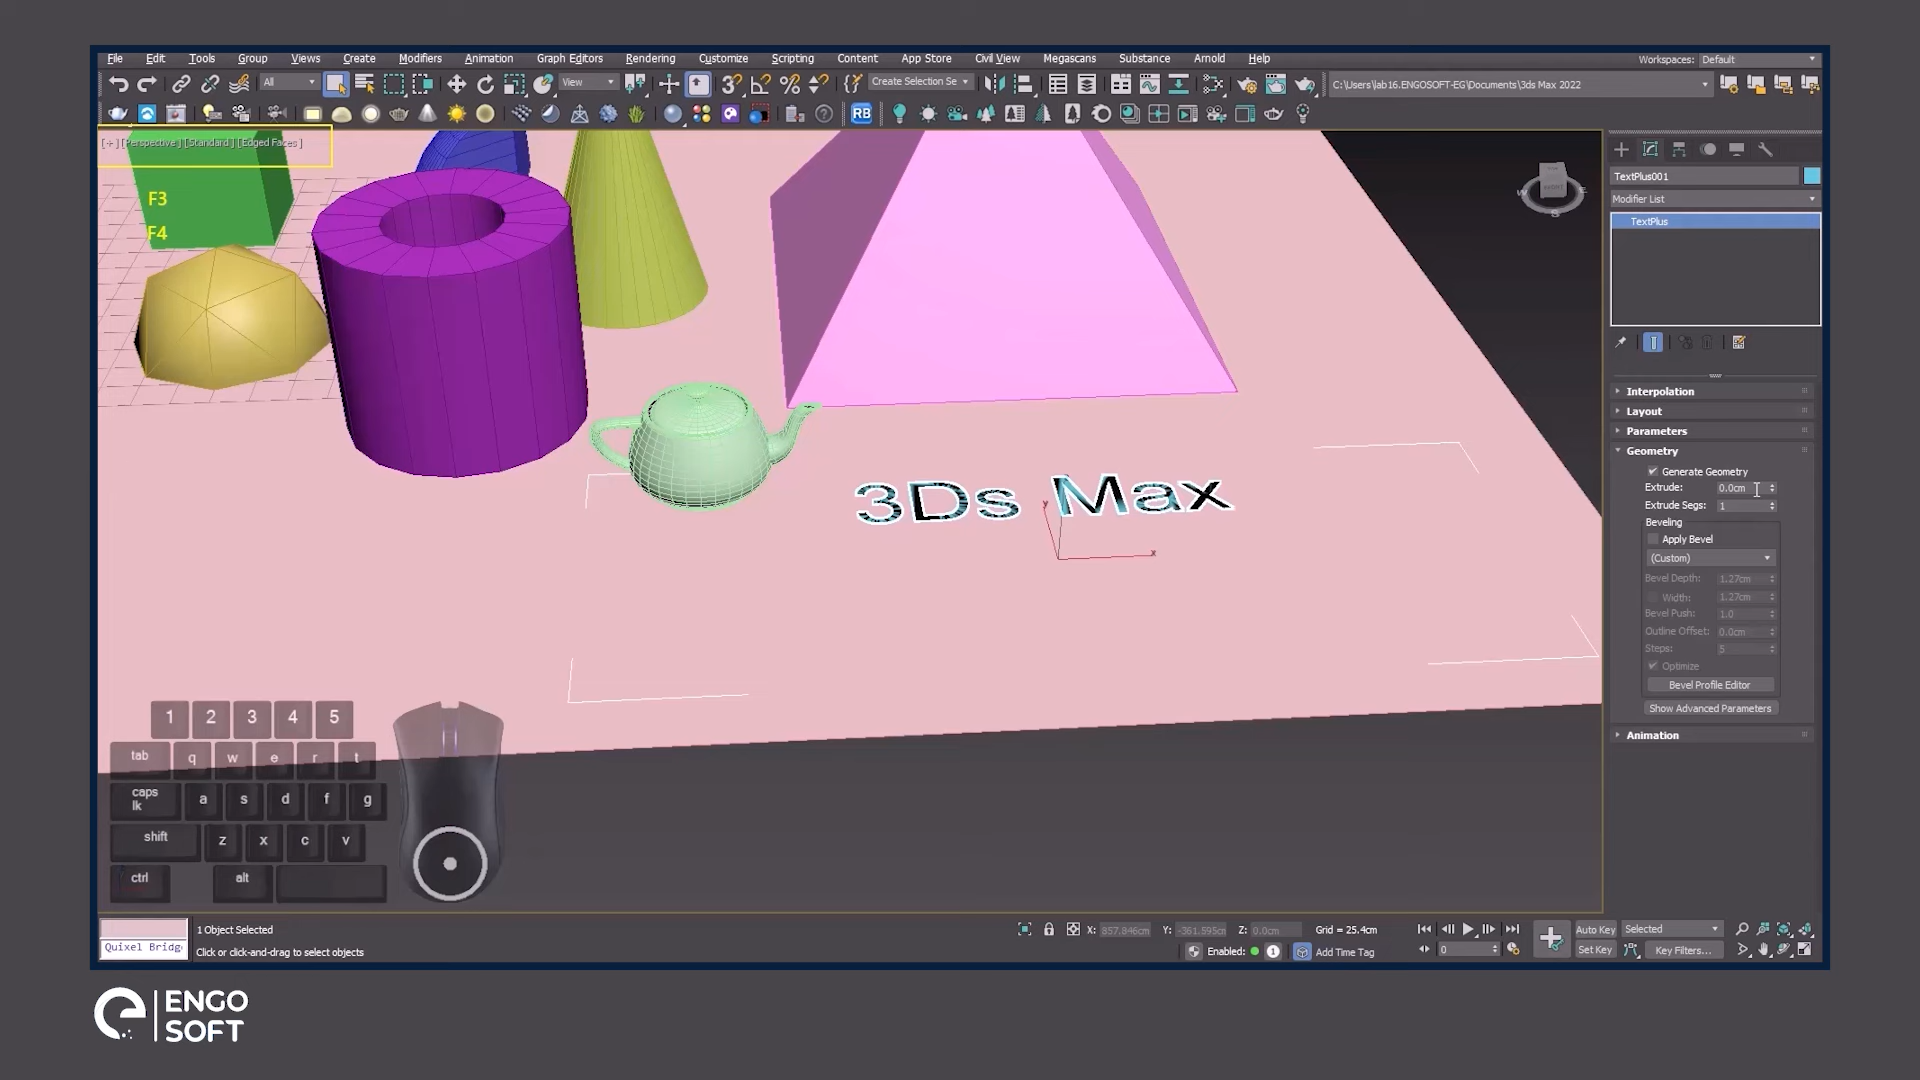 File Edit Tools Group Views Create Modifiers Animation Graph Editors Rendering Customize Scripting Content App Store Civil View Megascans Substance Arnold Help
Workspaces: Default
All
View
Create Selection Se
C:\Users\lab16.ENGOSOFT-EG\Documents\3ds Max 2022
RB
[+] [Perspective] [Standard] [Edged Faces]
F3
F4
W
E
S
TextPlus001
Modifier List
TextPlus
Interpolation
Layout
Parameters
Geometry
Generate Geometry
Extrude: 0.0cm
Extrude Segs: 1
Beveling
Apply Bevel
(Custom)
Bevel Depth: 1.27cm
Width: 1.27cm
Bevel Push: 1.0
Outline Offset: 0.0cm
Steps: 5
Optimize
Bevel Profile Editor
Show Advanced Parameters
Animation
3Ds Max
y
x
1 2 3 4 5
tab q w e r t
caps lk a s d f g
shift z x c v
ctrl alt
Quixel Bridg
1 Object Selected
Click or click-and-drag to select objects
X: 857.846cm Y: -361.595cm Z: 0.0cm Grid = 25.4cm
Enabled: 1 Add Time Tag
0
Auto Key Selected
Set Key Key Filters...
ENGO
SOFT